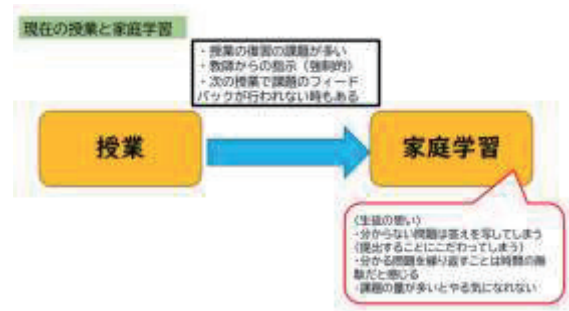 現在の授業と家庭学習
・授業の復習の課題が多い
・教師からの指示（強制的）
・次の授業で課題のフィード
バックが行われない時もある
授業
家庭学習
（生徒の思い）
・分からない問題は答えを写してしまう
（提出することにこだわってしまう）
・分かる問題を繰り返すことは時間の無
駄だと感じる
・課題の量が多いとやる気になれない